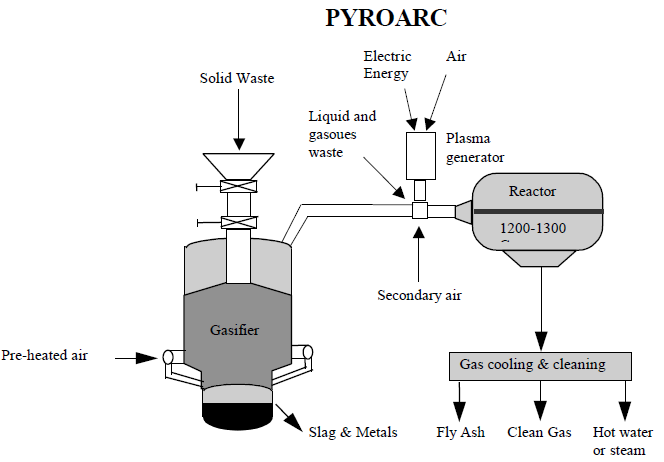 PYROARC
Electric
Energy
Air
Solid Waste
Liquid and
gasoues
waste
Plasma
generator
Reactor
1200-1300
Secondary air
Gasifier
Pre-heated air
Gas cooling & cleaning
Slag & Metals
Fly Ash
Clean Gas
Hot water
or steam